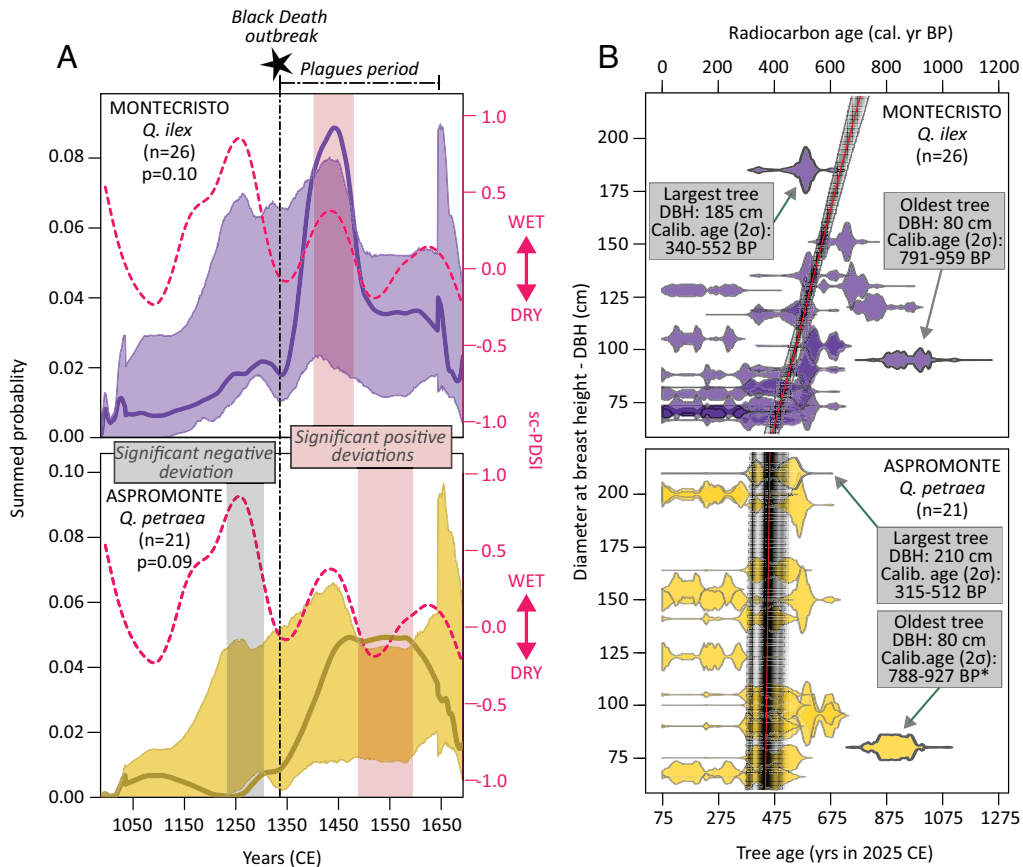 Black Death
outbreak
A
Plagues period
MONTECRISTO
Q. ilex
(n=26)
p=0.10
0.08
0.06
0.04
0.02
0.00
1.0
0.5
0.0
-0.5
-1.0
WET
DRY
Significant negative
deviation
Significant positive
deviations
ASPROMONTE
Q. petraea
(n=21)
p=0.09
0.10
0.08
0.06
0.04
0.02
0.00
1.0
0.5
0.0
-0.5
-1.0
WET
DRY
Summed probablity
sc-PDSI
1050 1150 1250 1350 1450 1550 1650
Years (CE)
B
Radiocarbon age (cal. yr BP)
0 200 400 600 800 1000 1200
MONTECRISTO
Q. ilex
(n=26)
200
175
150
125
100
75
Largest tree
DBH: 185 cm
Calib. age (2σ):
340-552 BP
Oldest tree
DBH: 80 cm
Calib.age (2σ):
791-959 BP
ASPROMONTE
Q. petraea
(n=21)
200
150
100
75
Largest tree
DBH: 210 cm
Calib. age (2σ):
315-512 BP
Oldest tree
DBH: 80 cm
Calib.age (2σ):
788-927 BP*
Diameter at breast height - DBH (cm)
75 275 475 675 875 1075 1275
Tree age (yrs in 2025 CE)